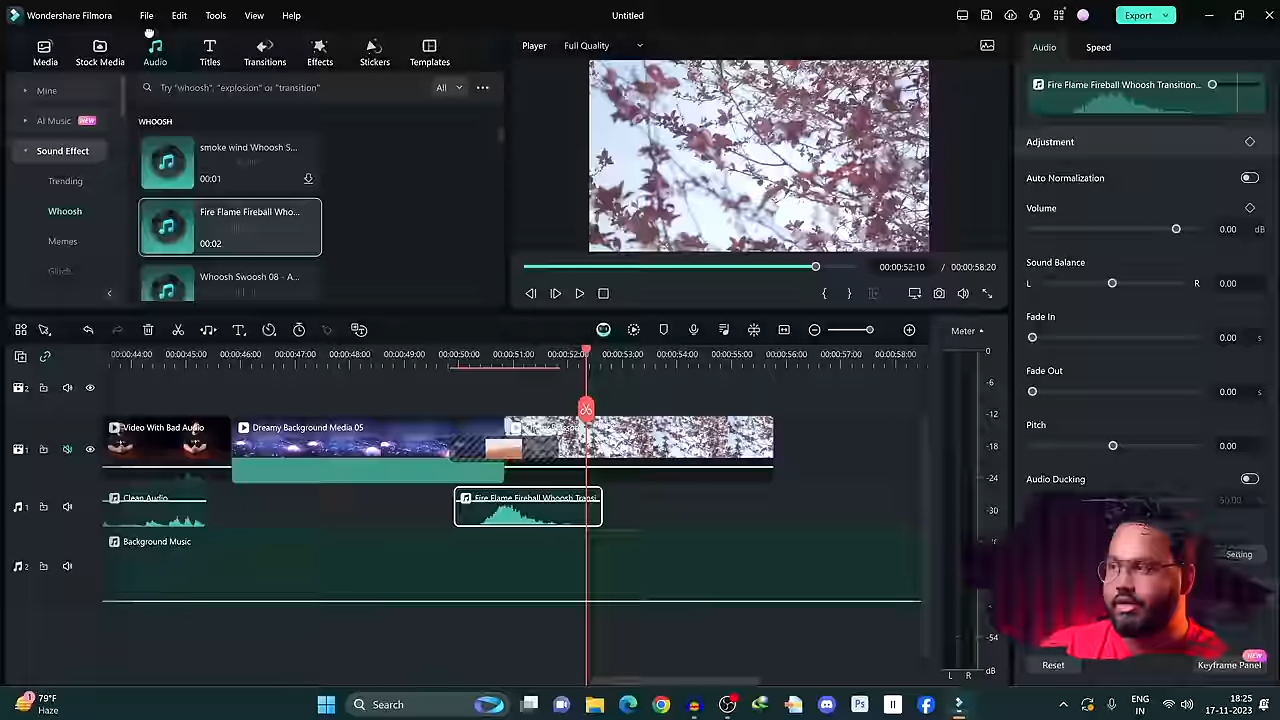 Wondershare Filmora File Edit Tools View Help Untitled Export
Media Stock Media Audio Titles Transitions Effects Stickers Templates
Player Full Quality
Audio Speed
Mine
AI Music NEW
Sound Effect
Trending
Whoosh
Memes
Glitch
Try "whoosh", "explosion" or "transition" All
WHOOSH
smoke wind Whoosh S...
00:01
Fire Flame Fireball Who...
00:02
Whoosh Swoosh 08 - A...
00:00:52:10 / 00:00:58:20
Fire Flame Fireball Whoosh Transition...
Adjustment
Auto Normalization
Volume
0.00 dB
Sound Balance
L R 0.00
Fade In
0.00 s
Fade Out
0.00 s
Pitch
0.00
Audio Ducking
50.00
Setting
Reset Keyframe Panel NEW
Meter
00:00:44:00 00:00:45:00 00:00:46:00 00:00:47:00 00:00:48:00 00:00:49:00 00:00:50:00 00:00:51:00 00:00:52:00 00:00:53:00 00:00:54:00 00:00:55:00 00:00:56:00 00:00:57:00 00:00:58:00
2
Video With Bad Audio Dreamy Background Media 05
1
Clean Audio Fire Flame Fireball Whoosh Transi...
1
Background Music
2
0
-6
-12
-18
-24
-30
-54
dB
L R
1 79°F
Haze
Search
ENG
IN
18:25
17-11-2023